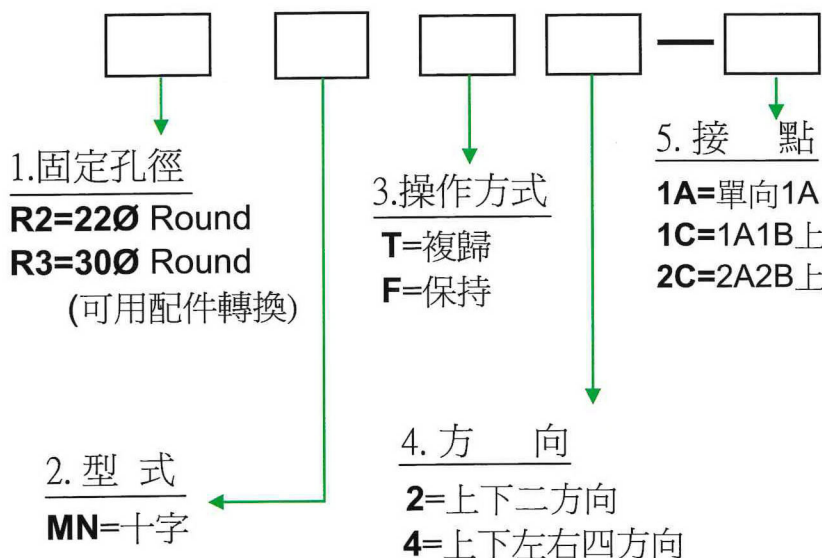 1.固定孔徑
R2=22Ø Round
R3=30Ø Round
(可用配件轉換)
2. 型 式
MN=十字
3.操作方式
T=複歸
F=保持
4. 方 向
2=上下二方向
4=上下左右四方向
5. 接 點
1A=單向1A
1C=1A1B上
2C=2A2B上